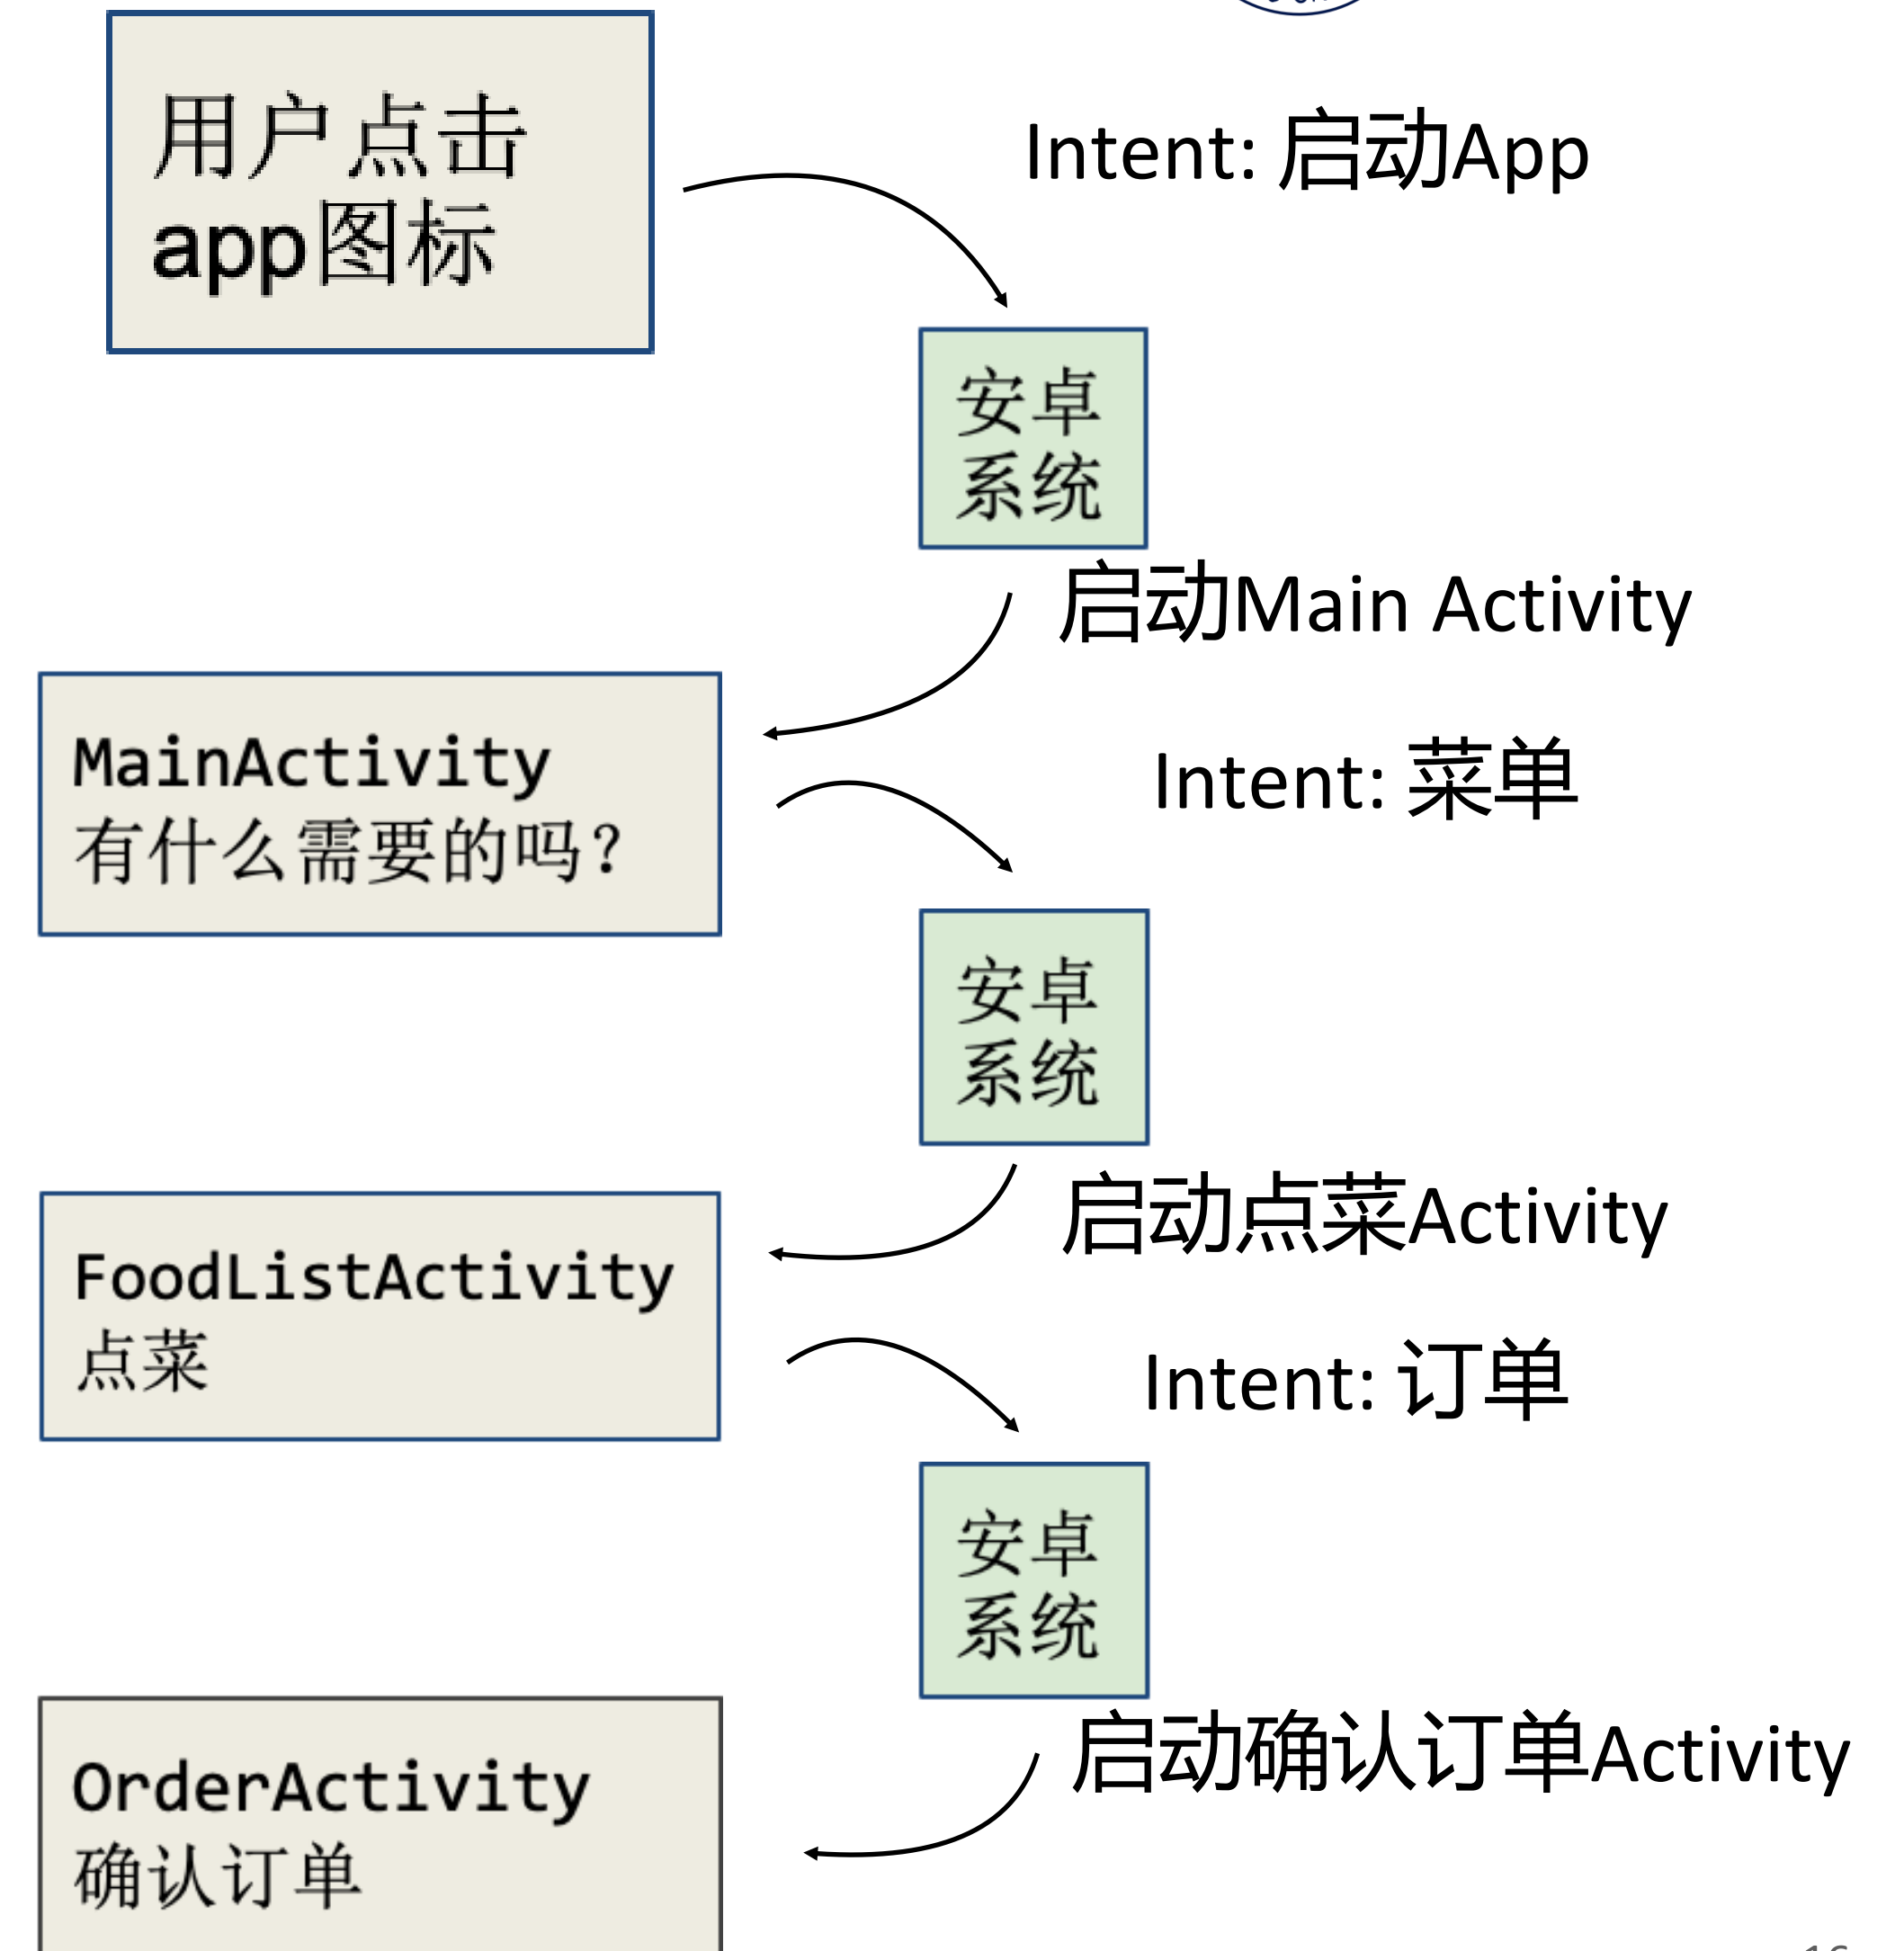 用户点击
app图标
Intent: 启动App
安卓
系统
启动Main Activity
MainActivity
有什么需要的吗？
Intent: 菜单
安卓
系统
启动点菜Activity
FoodListActivity
点菜
Intent: 订单
安卓
系统
启动确认订单Activity
OrderActivity
确认订单